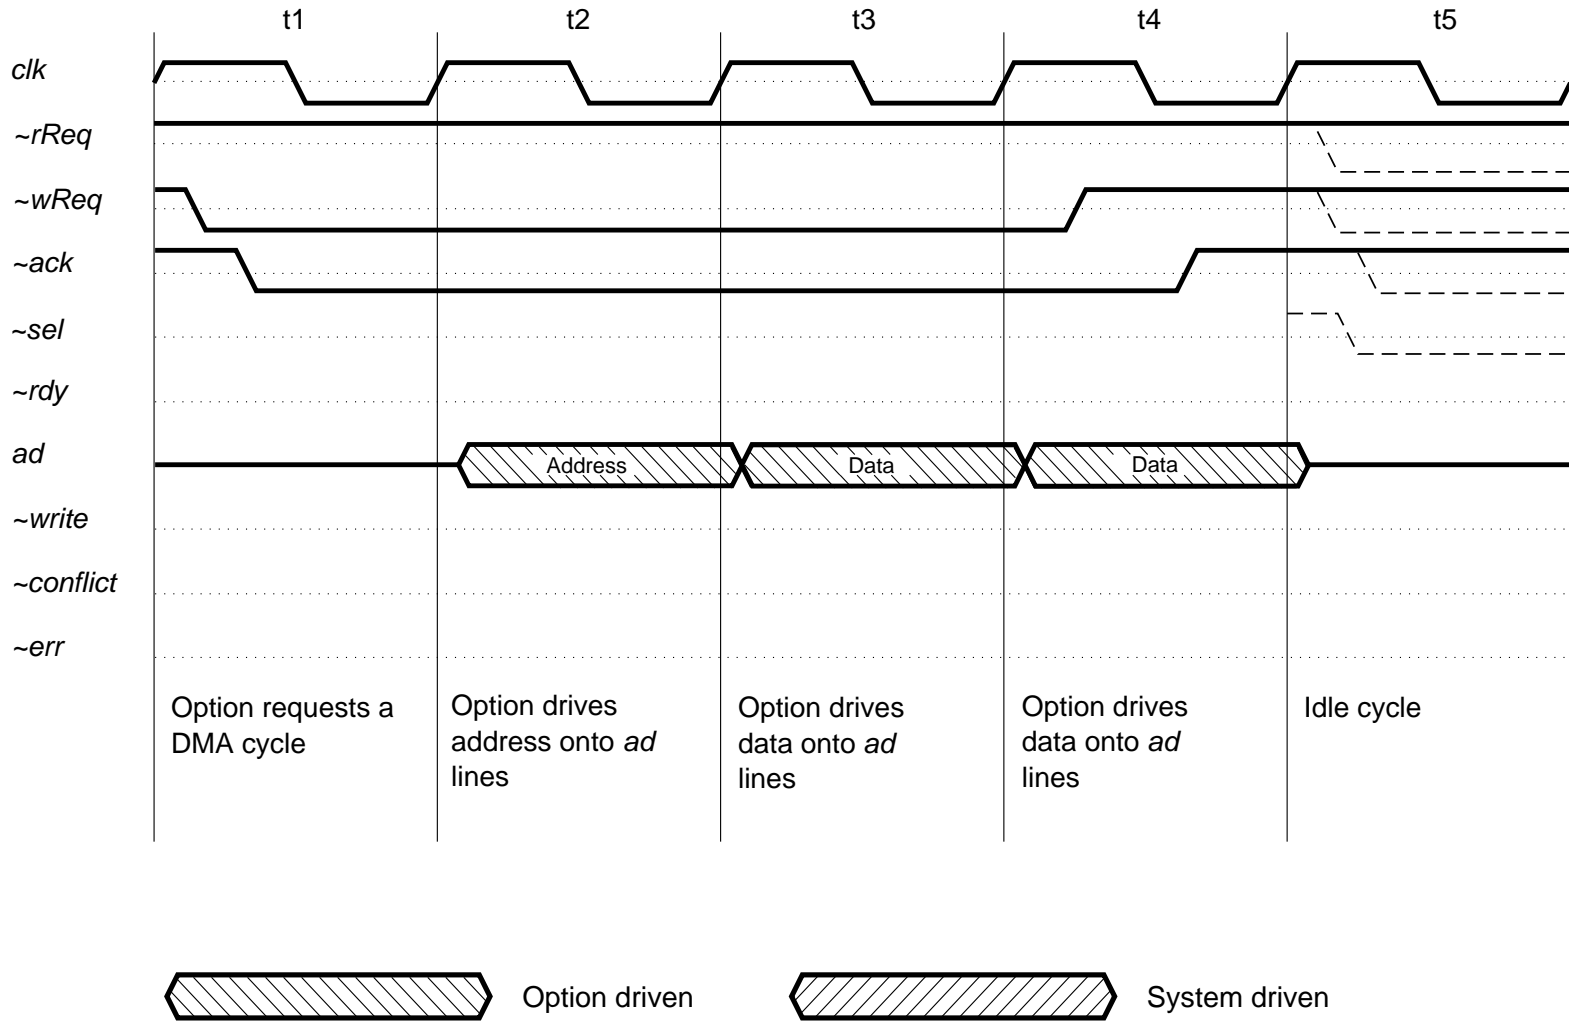 t1 t2 t3 t4 t5
clk
~rReq
~wReq
~ack
~sel
~rdy
ad
Address Data Data
~write
~conflict
~err
Option requests a
DMA cycle
Option drives
address onto ad
lines
Option drives
data onto ad
lines
Option drives
data onto ad
lines
Idle cycle
Option driven
System driven